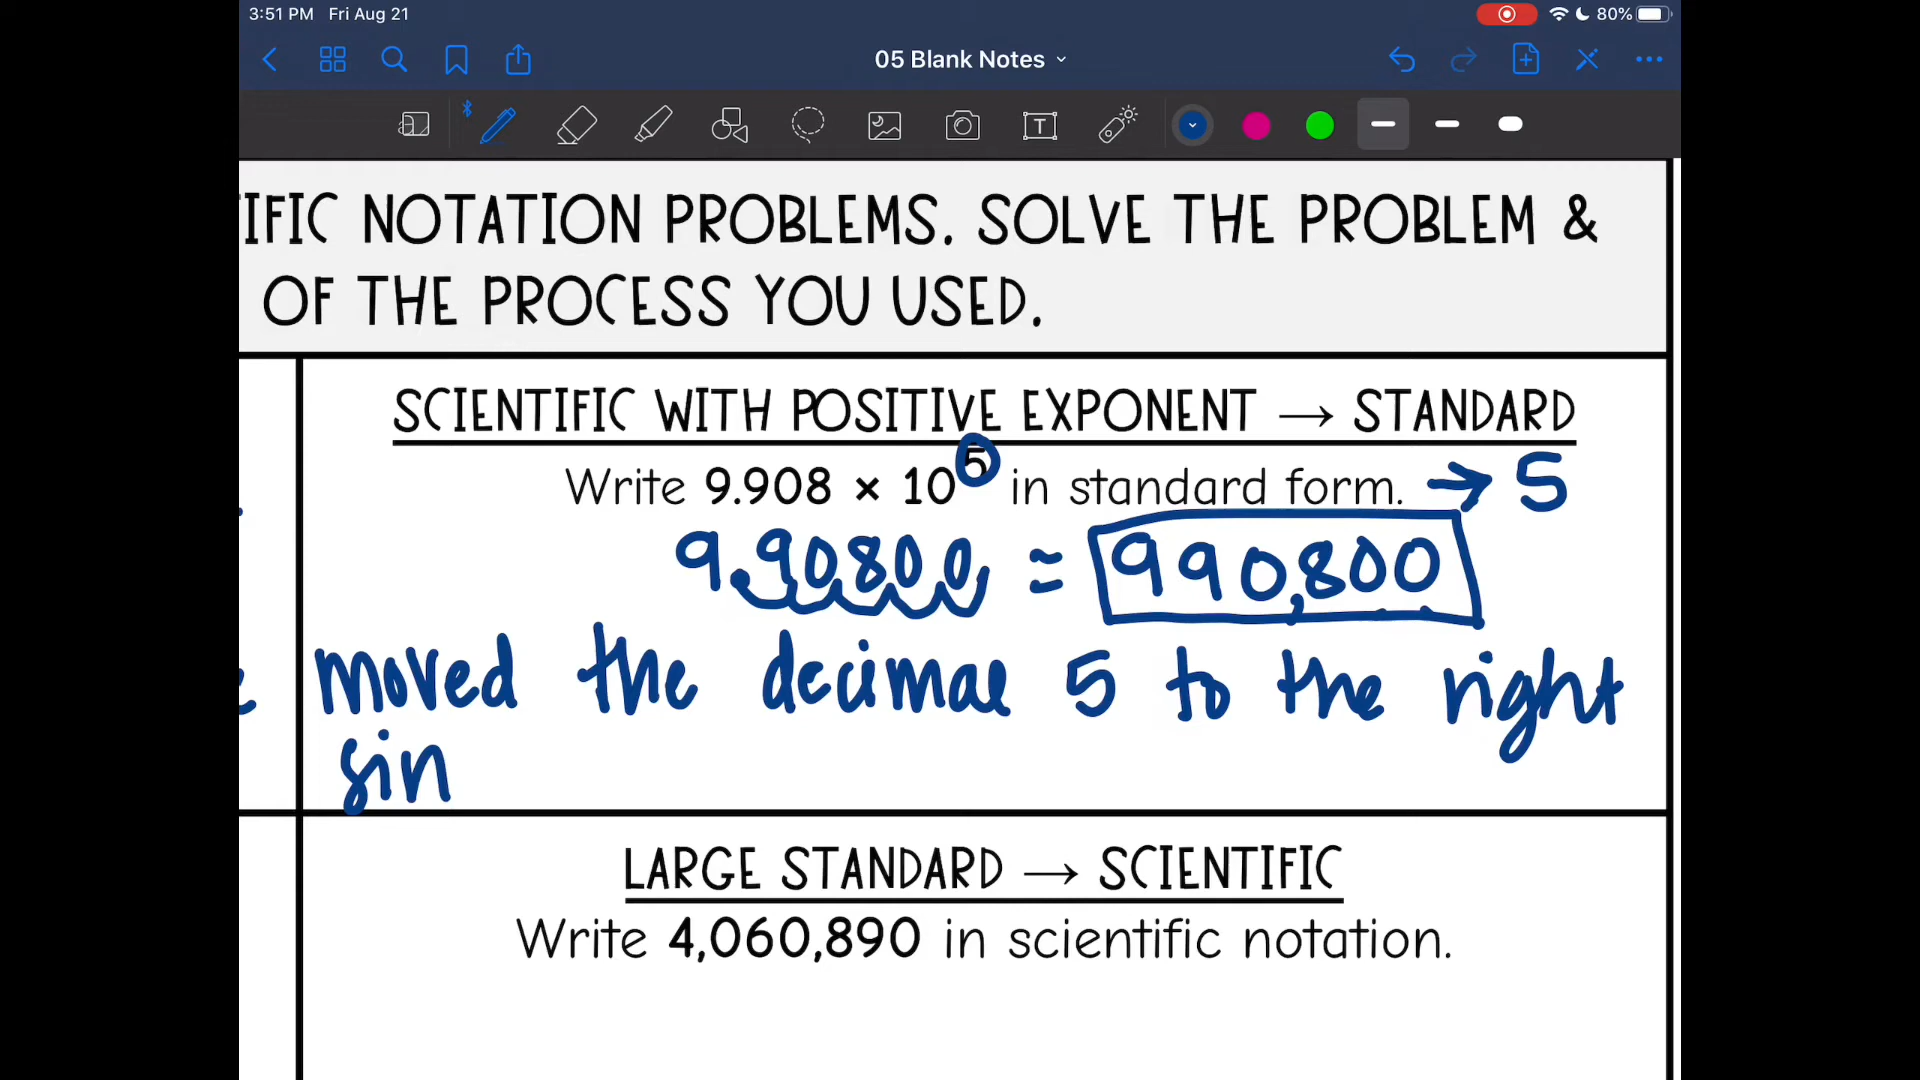 3:51 PM Fri Aug 21
80%
05 Blank Notes
IFIC NOTATION PROBLEMS. SOLVE THE PROBLEM &
OF THE PROCESS YOU USED.
SCIENTIFIC WITH POSITIVE EXPONENT → STANDARD
Write 9.908 × 10⁵ in standard form. → 5
9.90800 = 990,800
moved the decimal 5 to the right
sin
LARGE STANDARD → SCIENTIFIC
Write 4,060,890 in scientific notation.